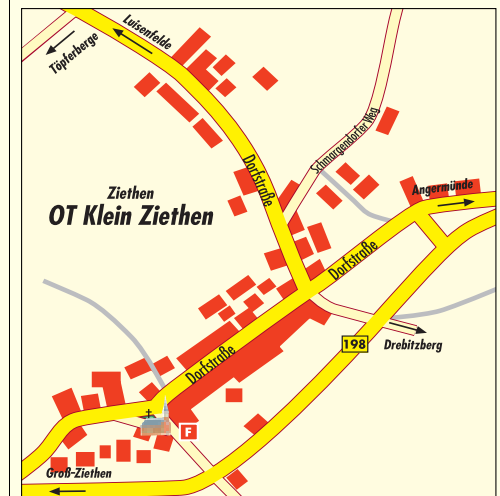 Luisenfelde
Töpferberge
Schmargendorfer Weg
Dorfstraße
Angermünde
Ziethen
OT Klein Ziethen
Dorfstraße
198
Drebitzberg
Dorfstraße
F
Groß-Ziethen